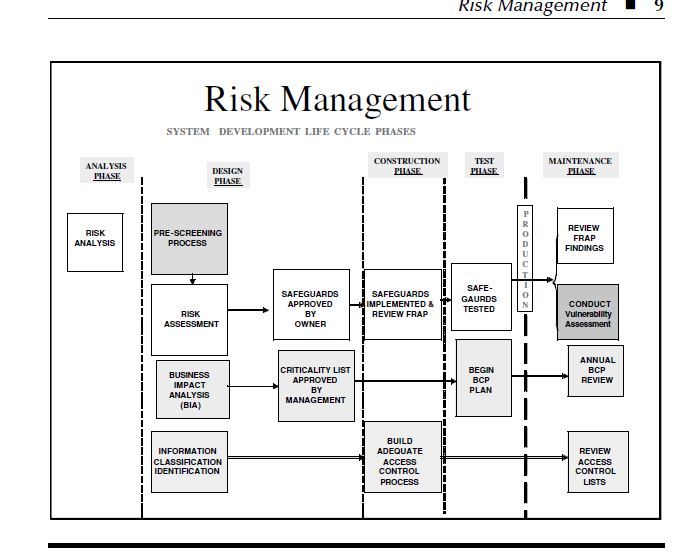 Risk Management ■ 9
Risk Management
SYSTEM DEVELOPMENT LIFE CYCLE PHASES
ANALYSIS
PHASE
DESIGN
PHASE
CONSTRUCTION
PHASE
TEST
PHASE
MAINTENANCE
PHASE
RISK
ANALYSIS
PRE-SCREENING
PROCESS
RISK
ASSESSMENT
SAFEGUARDS
APPROVED
BY
OWNER
SAFEGUARDS
IMPLEMENTED &
REVIEW FRAP
SAFE-
GAURDS
TESTED
P
R
O
D
U
C
T
I
O
N
REVIEW
FRAP
FINDINGS
CONDUCT
Vulnerability
Assessment
BUSINESS
IMPACT
ANALYSIS
(BIA)
CRITICALITY LIST
APPROVED
BY
MANAGEMENT
BEGIN
BCP
PLAN
ANNUAL
BCP
REVIEW
INFORMATION
CLASSIFICATION
IDENTIFICATION
BUILD
ADEQUATE
ACCESS
CONTROL
PROCESS
REVIEW
ACCESS
CONTROL
LISTS